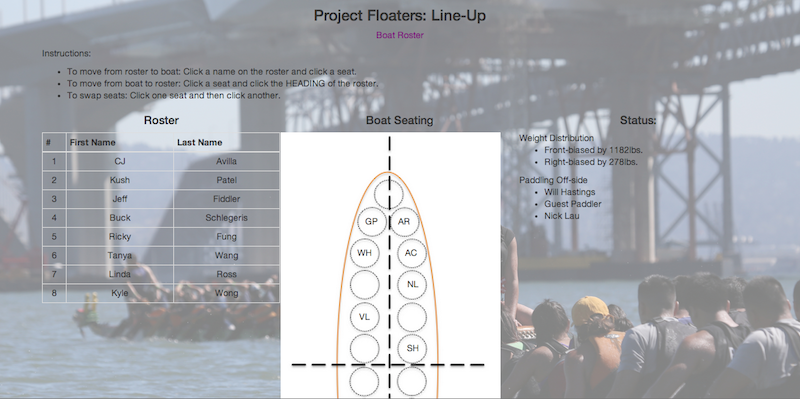 Project Floaters: Line-Up
Boat Roster
Instructions:
To move from roster to boat: Click a name on the roster and click a seat.
To move from boat to roster: Click a seat and click the HEADING of the roster.
To swap seats: Click one seat and then click another.
Roster
# First Name Last Name
1 CJ Avilla
2 Kush Patel
3 Jeff Fiddler
4 Buck Schlegeris
5 Ricky Fung
6 Tanya Wang
7 Linda Ross
8 Kyle Wong
Boat Seating
GP AR
WH AC
NL
VL
SH
Status:
Weight Distribution
Front-biased by 1182lbs.
Right-biased by 278lbs.
Paddling Off-side
Will Hastings
Guest Paddler
Nick Lau